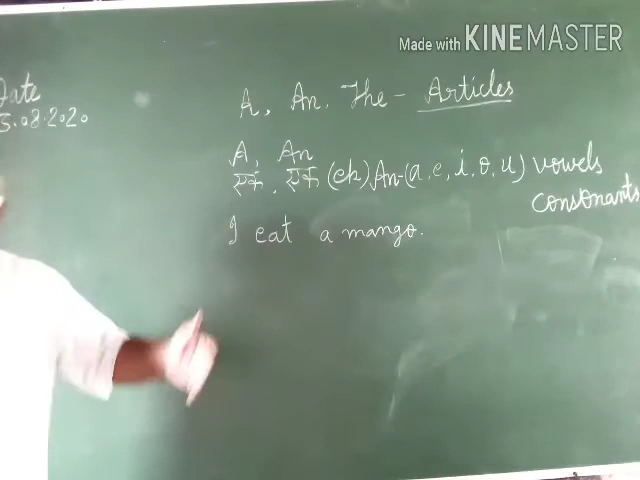 Made with KINEMASTER
Date
5.08.2020
A, An. The - Articles
A, An
एक, एक (ek) An-(a, e, i, o, u) vowels
consonants
I eat a mango.